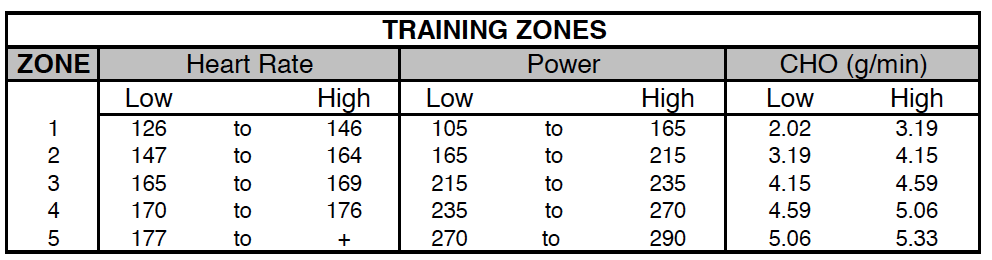 TRAINING ZONES
ZONE Heart Rate Power CHO (g/min)
Low High Low High Low High
1 126 to 146 105 to 165 2.02 3.19
2 147 to 164 165 to 215 3.19 4.15
3 165 to 169 215 to 235 4.15 4.59
4 170 to 176 235 to 270 4.59 5.06
5 177 to + 270 to 290 5.06 5.33